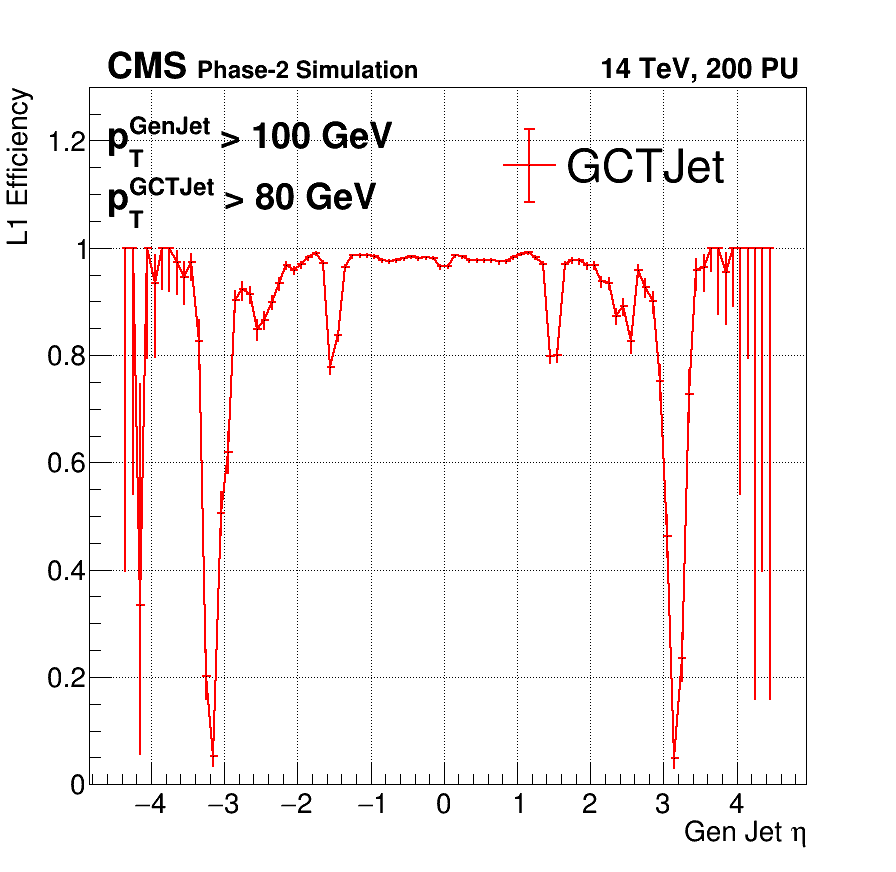 CMS Phase-2 Simulation 14 TeV, 200 PU
L1 Efficiency
p_T^GenJet > 100 GeV
p_T^GCTJet > 80 GeV
GCTJet
1.2
1
0.8
0.6
0.4
0.2
0
−4 −3 −2 −1 0 1 2 3 4
Gen Jet η